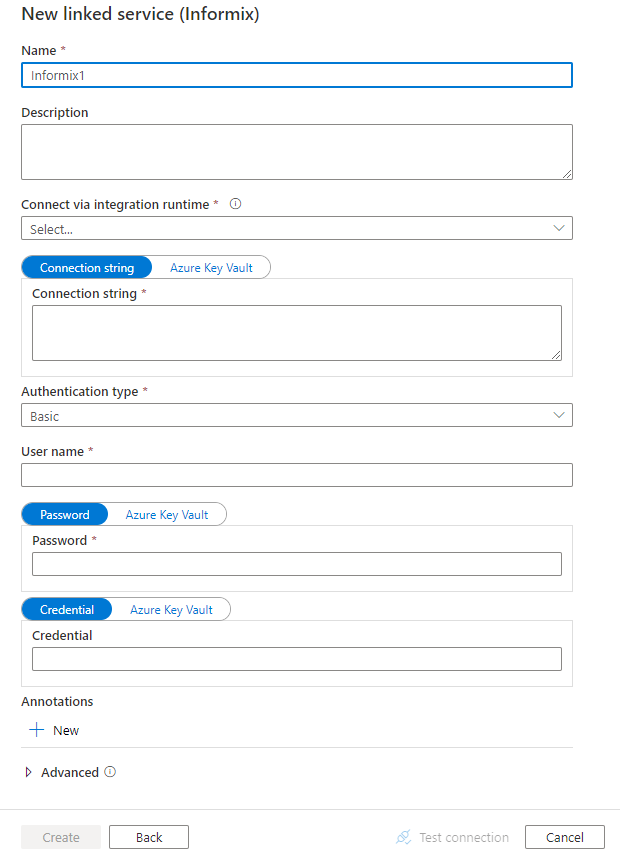 New linked service (Informix)
Name *
Informix1
Description
Connect via integration runtime *
Select...
Connection string Azure Key Vault
Connection string *
Authentication type *
Basic
User name *
Password Azure Key Vault
Password *
Credential Azure Key Vault
Credential
Annotations
New
Advanced
Create Back Test connection Cancel